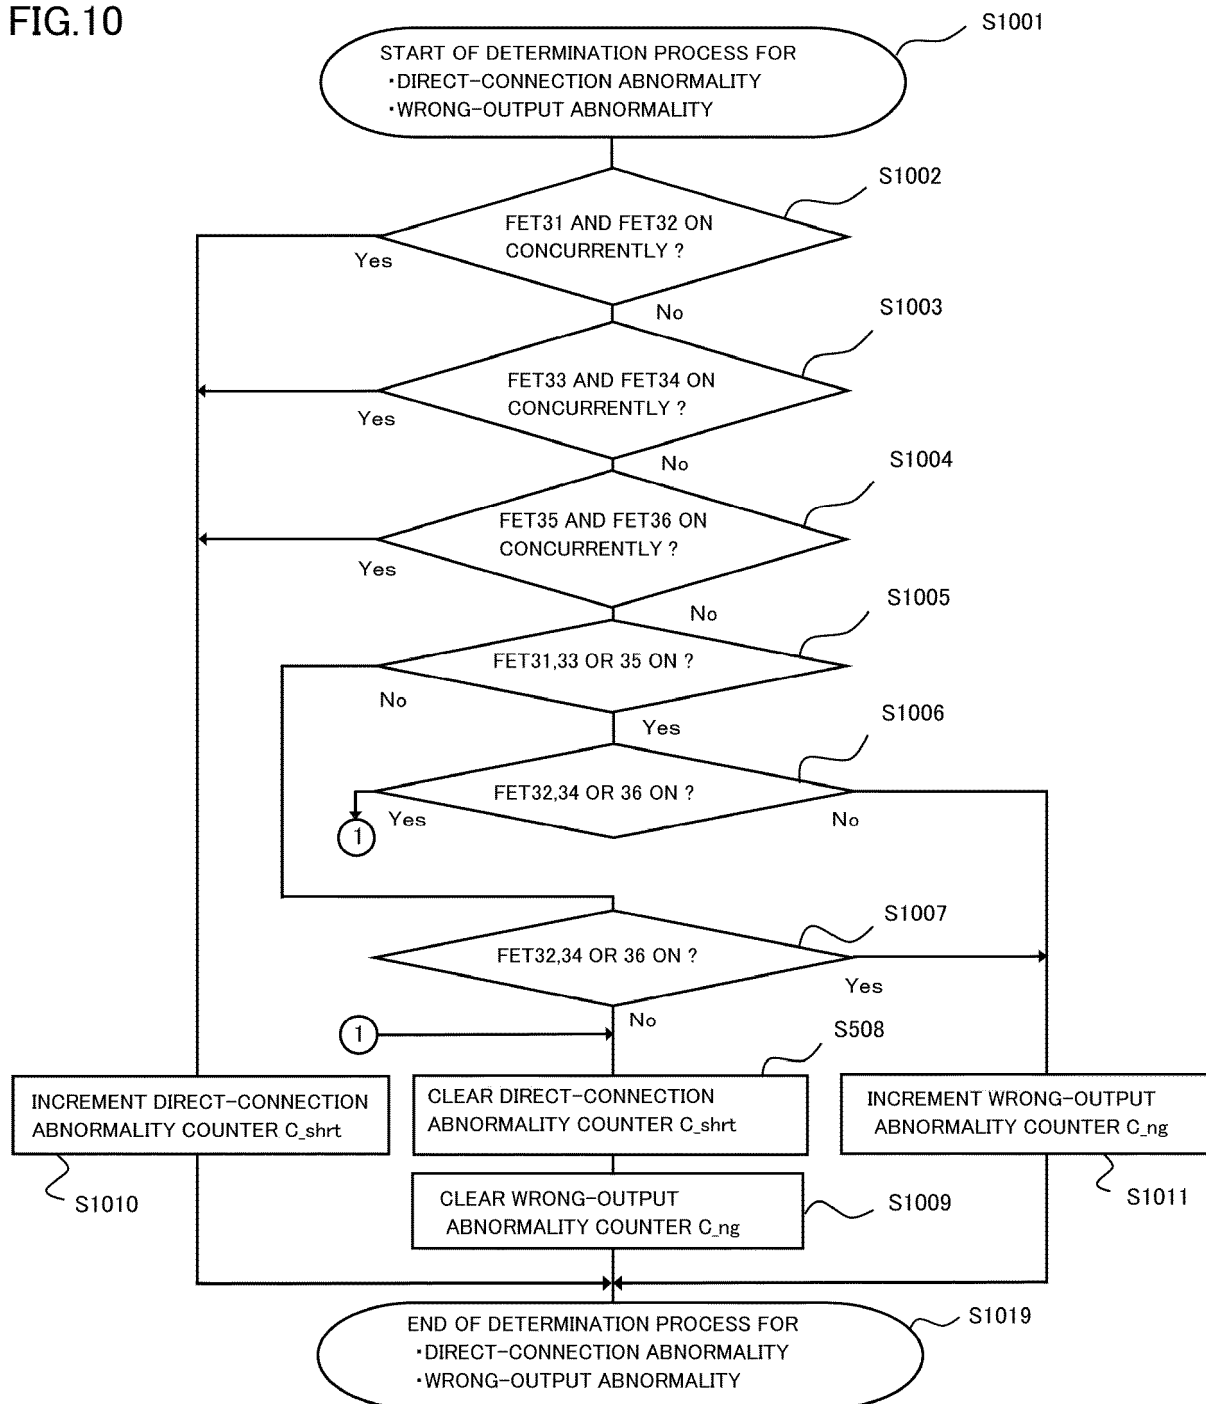 FIG.10
S1001
START OF DETERMINATION PROCESS FOR
・DIRECT-CONNECTION ABNORMALITY
・WRONG-OUTPUT ABNORMALITY
S1002
FET31 AND FET32 ON
CONCURRENTLY ?
Yes
No
S1003
FET33 AND FET34 ON
CONCURRENTLY ?
Yes
No
S1004
FET35 AND FET36 ON
CONCURRENTLY ?
Yes
No
S1005
FET31,33 OR 35 ON ?
No
Yes
S1006
FET32,34 OR 36 ON ?
Yes
No
1
S1007
FET32,34 OR 36 ON ?
Yes
No
1
S508
INCREMENT DIRECT-CONNECTION
ABNORMALITY COUNTER C_shrt
S1010
CLEAR DIRECT-CONNECTION
ABNORMALITY COUNTER C_shrt
INCREMENT WRONG-OUTPUT
ABNORMALITY COUNTER C_ng
S1011
CLEAR WRONG-OUTPUT
ABNORMALITY COUNTER C_ng
S1009
S1019
END OF DETERMINATION PROCESS FOR
・DIRECT-CONNECTION ABNORMALITY
・WRONG-OUTPUT ABNORMALITY